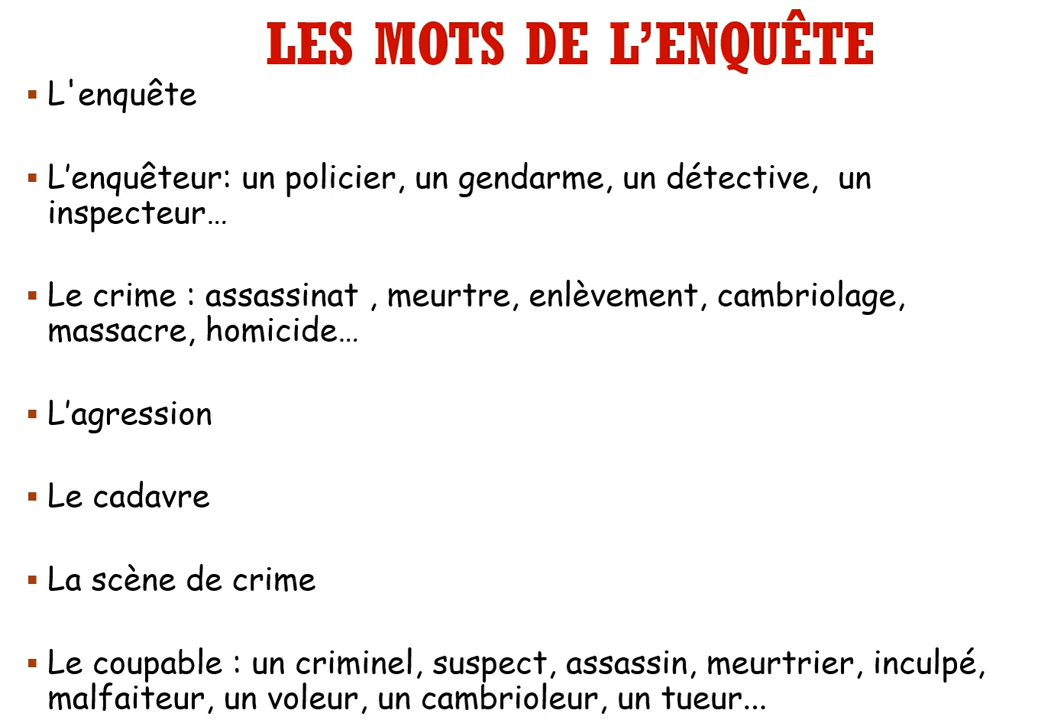 LES MOTS DE L’ENQUÊTE
▪ L'enquête
▪ L’enquêteur: un policier, un gendarme, un détective, un
inspecteur…
▪ Le crime : assassinat , meurtre, enlèvement, cambriolage,
massacre, homicide…
▪ L’agression
▪ Le cadavre
▪ La scène de crime
▪ Le coupable : un criminel, suspect, assassin, meurtrier, inculpé,
malfaiteur, un voleur, un cambrioleur, un tueur...